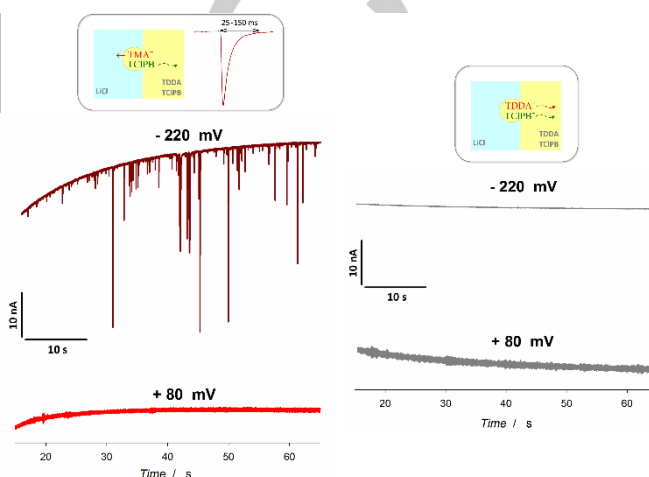 25 -150 ms
TMA⁺
TClPB⁻
LiCl
TDDA
TClPB
- 220 mV
10 nA
10 s
+ 80 mV
20 30 40 50 60
Time / s
TDDA⁺
TClPB⁻
LiCl
TDDA
TClPB
- 220 mV
10 nA
10 s
+ 80 mV
20 30 40 50 60
Time / s